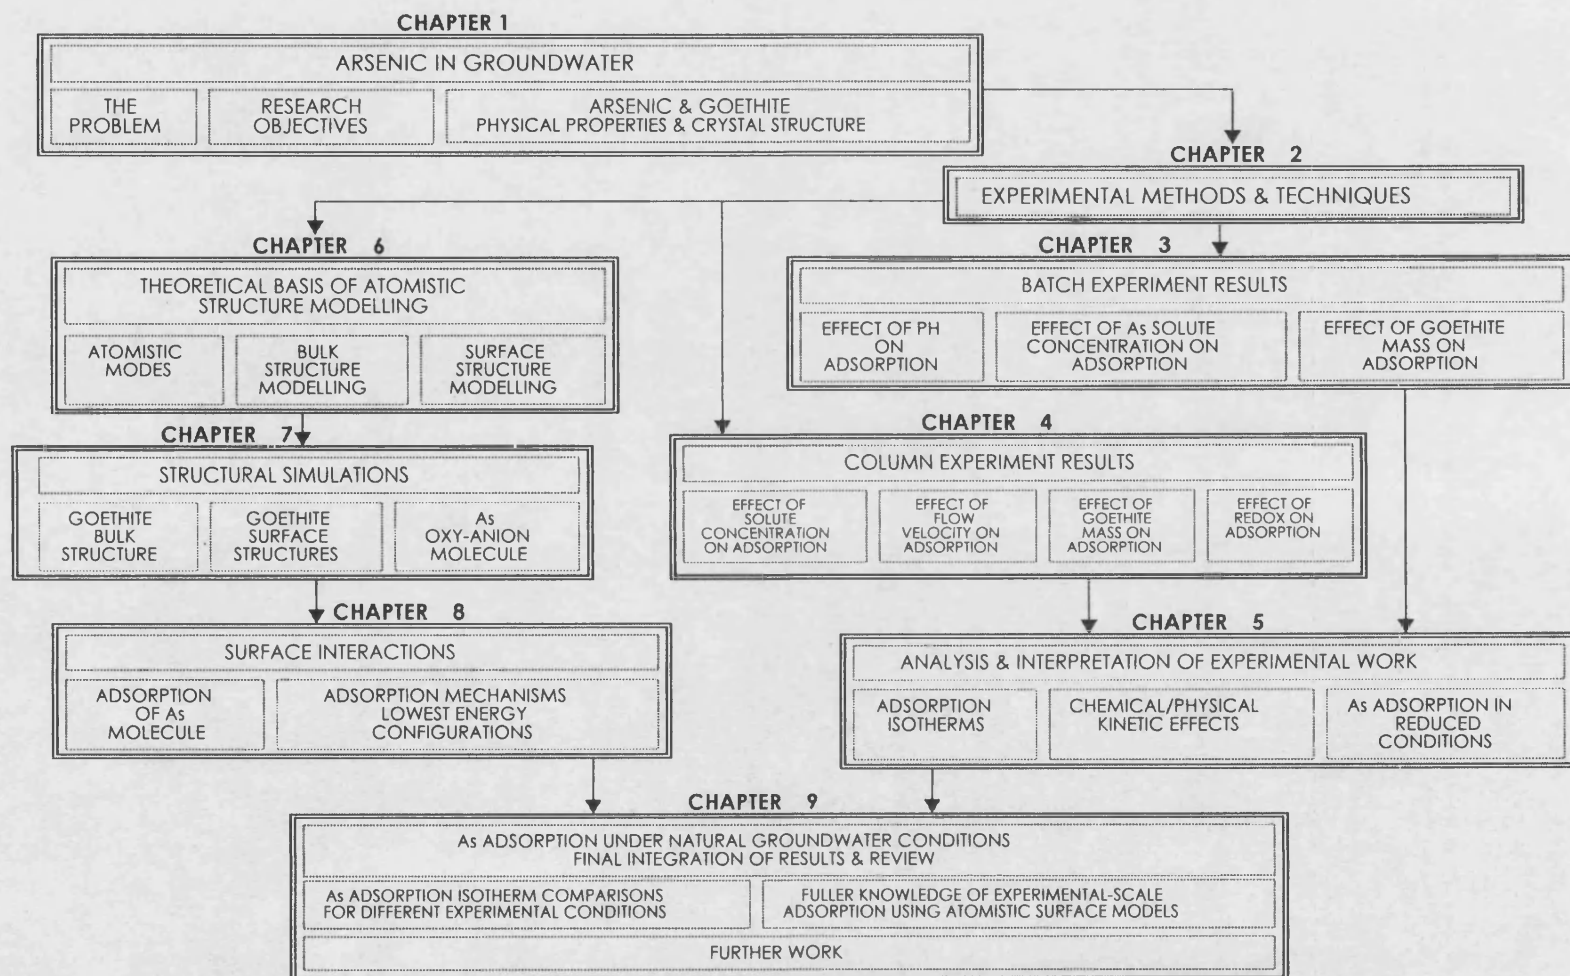 CHAPTER 1
ARSENIC IN GROUNDWATER
THE
PROBLEM
RESEARCH
OBJECTIVES
ARSENIC & GOETHITE
PHYSICAL PROPERTIES & CRYSTAL STRUCTURE
CHAPTER 2
EXPERIMENTAL METHODS & TECHNIQUES
CHAPTER 6
THEORETICAL BASIS OF ATOMISTIC
STRUCTURE MODELLING
ATOMISTIC
MODES
BULK
STRUCTURE
MODELLING
SURFACE
STRUCTURE
MODELLING
CHAPTER 3
BATCH EXPERIMENT RESULTS
EFFECT OF PH
ON
ADSORPTION
EFFECT OF As SOLUTE
CONCENTRATION ON
ADSORPTION
EFFECT OF GOETHITE
MASS ON
ADSORPTION
CHAPTER 7
STRUCTURAL SIMULATIONS
GOETHITE
BULK
STRUCTURE
GOETHITE
SURFACE
STRUCTURES
As
OXY-ANION
MOLECULE
CHAPTER 4
COLUMN EXPERIMENT RESULTS
EFFECT OF
SOLUTE
CONCENTRATION
ON ADSORPTION
EFFECT OF
FLOW
VELOCITY ON
ADSORPTION
EFFECT OF
GOETHITE
MASS ON
ADSORPTION
EFFECT OF
REDOX ON
ADSORPTION
CHAPTER 8
SURFACE INTERACTIONS
ADSORPTION
OF As
MOLECULE
ADSORPTION MECHANISMS
LOWEST ENERGY
CONFIGURATIONS
CHAPTER 5
ANALYSIS & INTERPRETATION OF EXPERIMENTAL WORK
ADSORPTION
ISOTHERMS
CHEMICAL/PHYSICAL
KINETIC EFFECTS
As ADSORPTION IN
REDUCED
CONDITIONS
CHAPTER 9
As ADSORPTION UNDER NATURAL GROUNDWATER CONDITIONS
FINAL INTEGRATION OF RESULTS & REVIEW
As ADSORPTION ISOTHERM COMPARISONS
FOR DIFFERENT EXPERIMENTAL CONDITIONS
FULLER KNOWLEDGE OF EXPERIMENTAL-SCALE
ADSORPTION USING ATOMISTIC SURFACE MODELS
FURTHER WORK